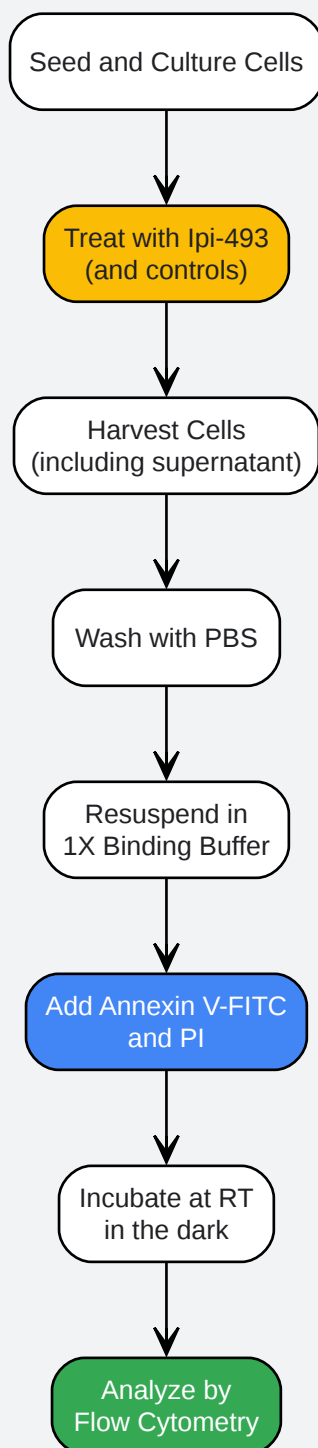 Seed and Culture Cells
Treat with Ipi-493
(and controls)
Harvest Cells
(including supernatant)
Wash with PBS
Resuspend in
1X Binding Buffer
Add Annexin V-FITC
and PI
Incubate at RT
in the dark
Analyze by
Flow Cytometry